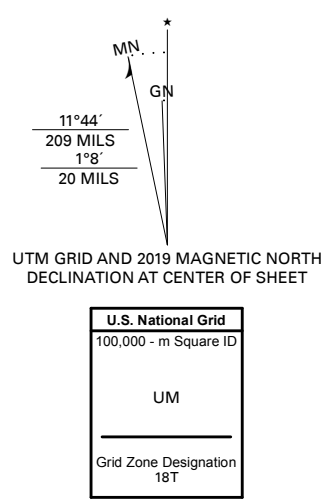 ★
MN
GN
11°44´
209 MILS
1°8´
20 MILS
UTM GRID AND 2019 MAGNETIC NORTH
DECLINATION AT CENTER OF SHEET
U.S. National Grid
100,000 - m Square ID
UM
Grid Zone Designation
18T